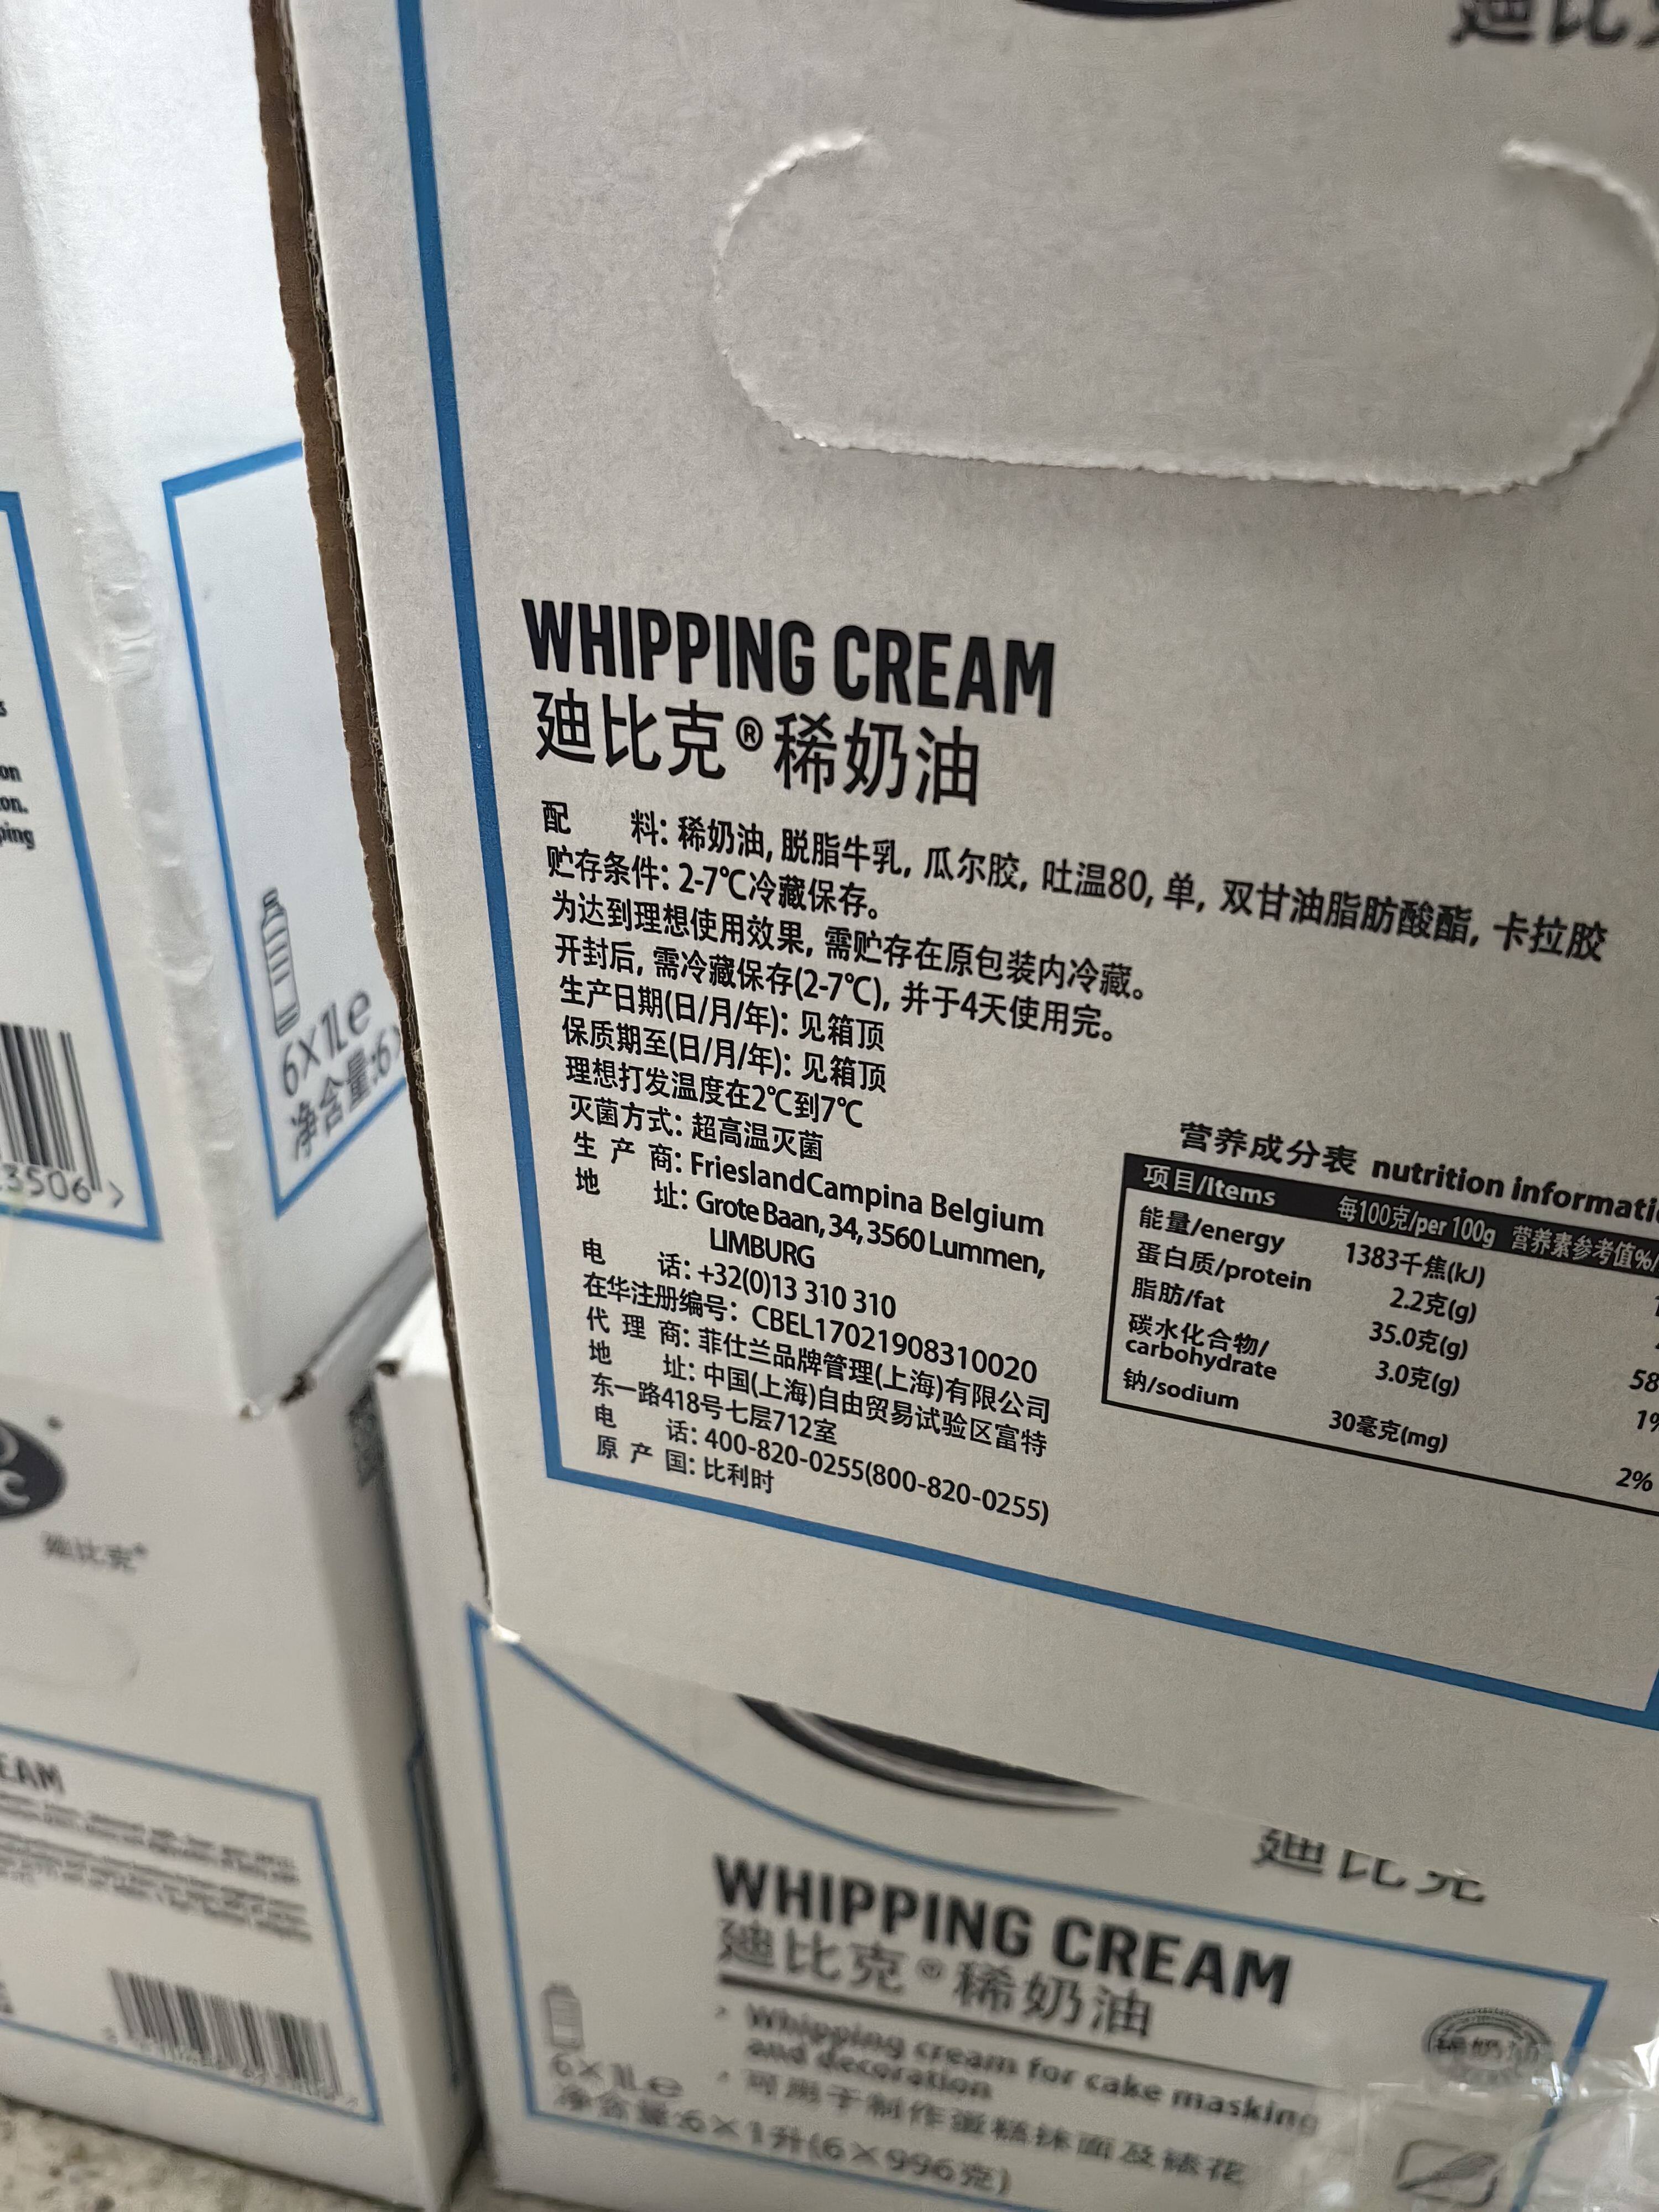 迪比
WHIPPING CREAM
迪比克®稀奶油
配 料: 稀奶油, 脱脂牛乳, 瓜尔胶, 吐温80, 单, 双甘油脂肪酸酯, 卡拉胶
贮存条件: 2-7℃冷藏保存。
为达到理想使用效果, 需贮存在原包装内冷藏。
开封后, 需冷藏保存(2-7℃), 并于4天使用完。
生产日期(日/月/年): 见箱顶
保质期至(日/月/年): 见箱顶
理想打发温度在2℃到7℃
灭菌方式: 超高温灭菌
生 产 商: FrieslandCampina Belgium
地 址: Grote Baan, 34, 3560 Lummen,
LIMBURG
电 话: +32(0)13 310 310
在华注册编号: CBEL17021908310020
代 理 商: 菲仕兰品牌管理(上海)有限公司
地 址: 中国(上海)自由贸易试验区富特
东一路418号七层712室
电 话: 400-820-0255(800-820-0255)
原 产 国: 比利时
营养成分表 nutrition informati
项目/Items 每100克/per 100g 营养素参考值%/
能量/energy 1383千焦(kJ)
蛋白质/protein 2.2克(g)
脂肪/fat 35.0克(g) 58
碳水化合物/
carbohydrate 3.0克(g) 1%
钠/sodium 30毫克(mg) 2%
6×1L e
净含量:6
on
on.
ping
3506 >
迪比克®
EAM
迪比克
WHIPPING CREAM
迪比克®稀奶油
› Whipping cream for cake masking
and decoration
› 可用于制作蛋糕抹面及裱花
6×1L e
净含量:6×1升(6×996克)